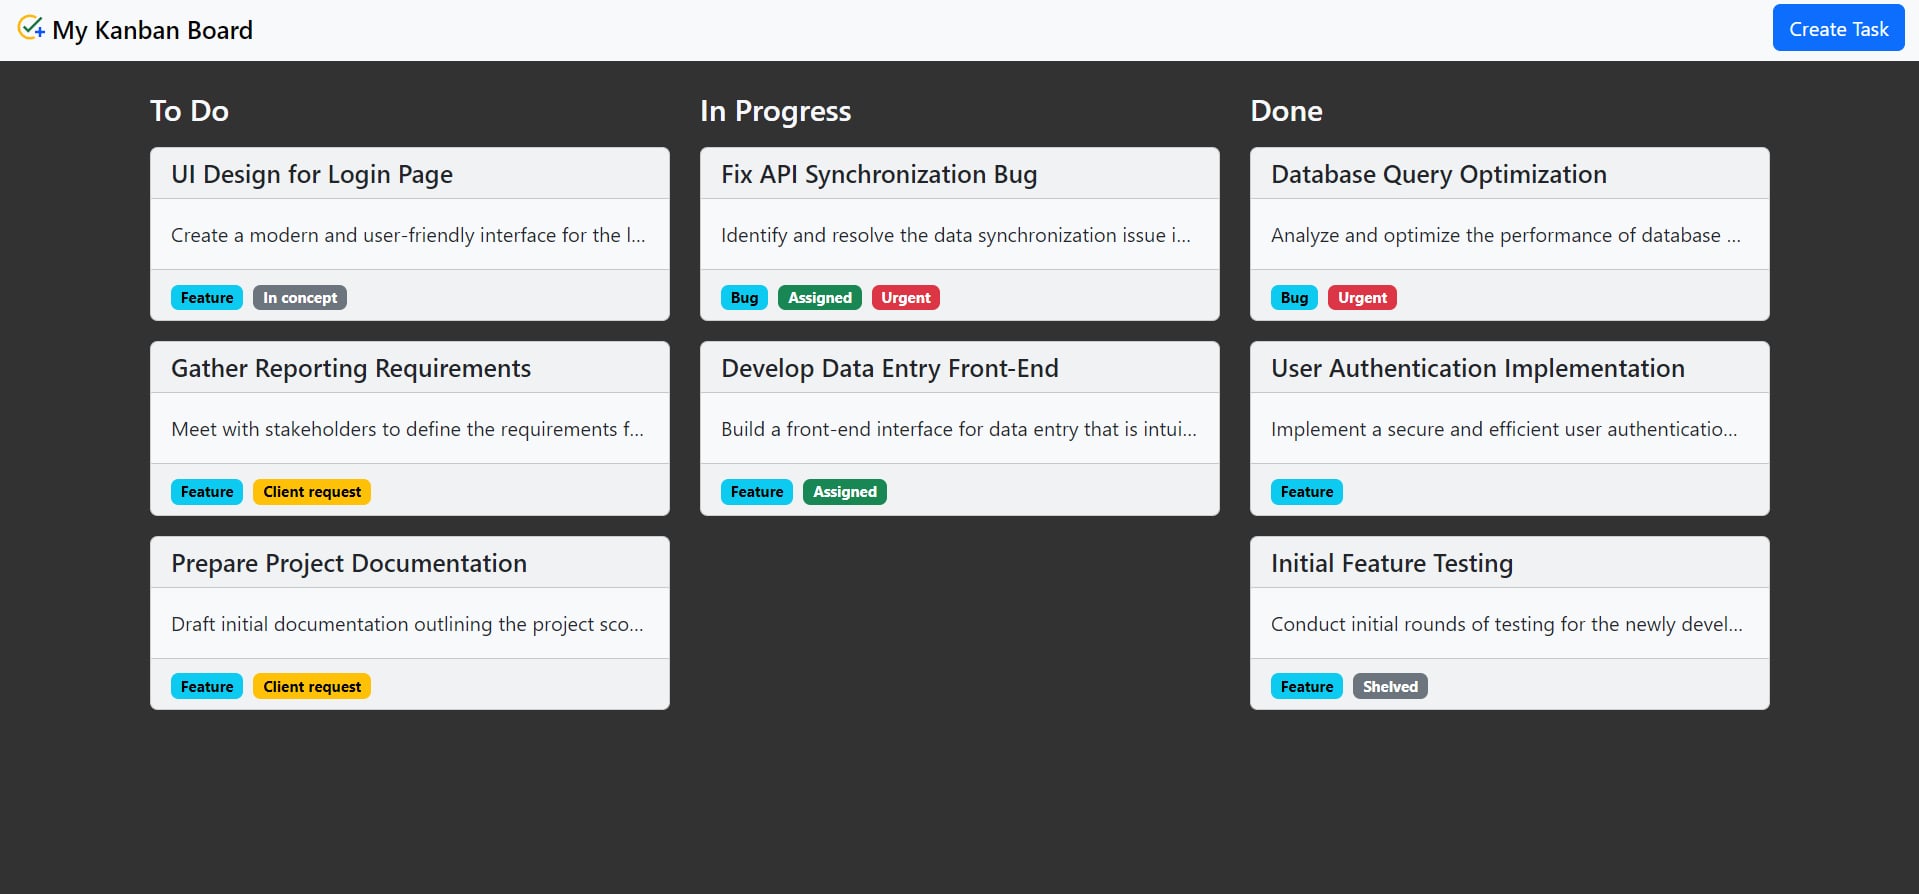 My Kanban Board
Create Task
To Do
UI Design for Login Page
Create a modern and user-friendly interface for the l...
Feature In concept
Gather Reporting Requirements
Meet with stakeholders to define the requirements f...
Feature Client request
Prepare Project Documentation
Draft initial documentation outlining the project sco...
Feature Client request
In Progress
Fix API Synchronization Bug
Identify and resolve the data synchronization issue i...
Bug Assigned Urgent
Develop Data Entry Front-End
Build a front-end interface for data entry that is intui...
Feature Assigned
Done
Database Query Optimization
Analyze and optimize the performance of database ...
Bug Urgent
User Authentication Implementation
Implement a secure and efficient user authenticatio...
Feature
Initial Feature Testing
Conduct initial rounds of testing for the newly devel...
Feature Shelved